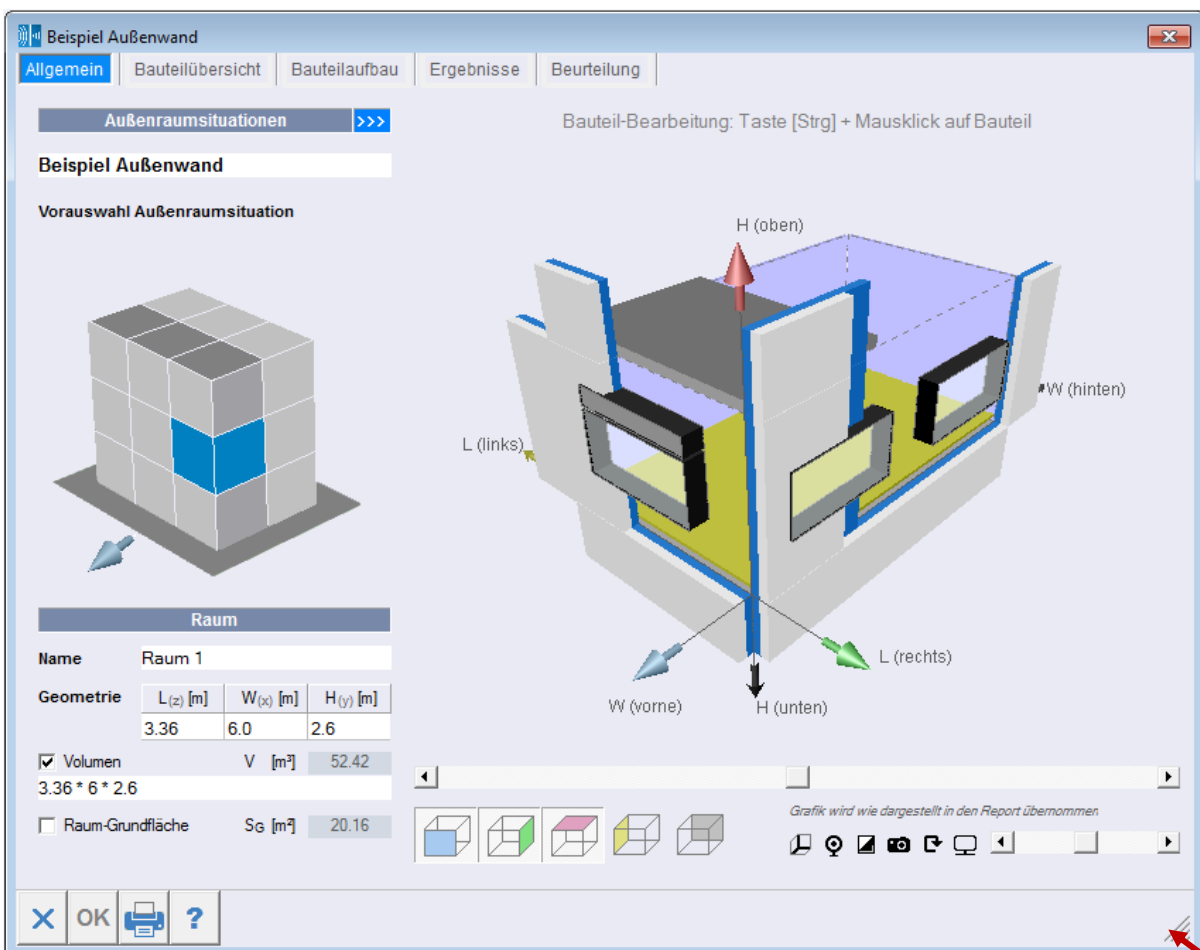 Beispiel Außenwand
Allgemein Bauteilübersicht Bauteilaufbau Ergebnisse Beurteilung
Außenraumsituationen >>>
Beispiel Außenwand
Vorauswahl Außenraumsituation
Bauteil-Bearbeitung: Taste [Strg] + Mausklick auf Bauteil
H (oben)
W (hinten)
L (links)
L (rechts)
W (vorne)
H (unten)
Raum
Name Raum 1
Geometrie L(z) [m] W(x) [m] H(y) [m]
3.36 6.0 2.6
Volumen V [m³] 52.42
3.36 * 6 * 2.6
Raum-Grundfläche SG [m²] 20.16
Grafik wird wie dargestellt in den Report übernommen
OK ?